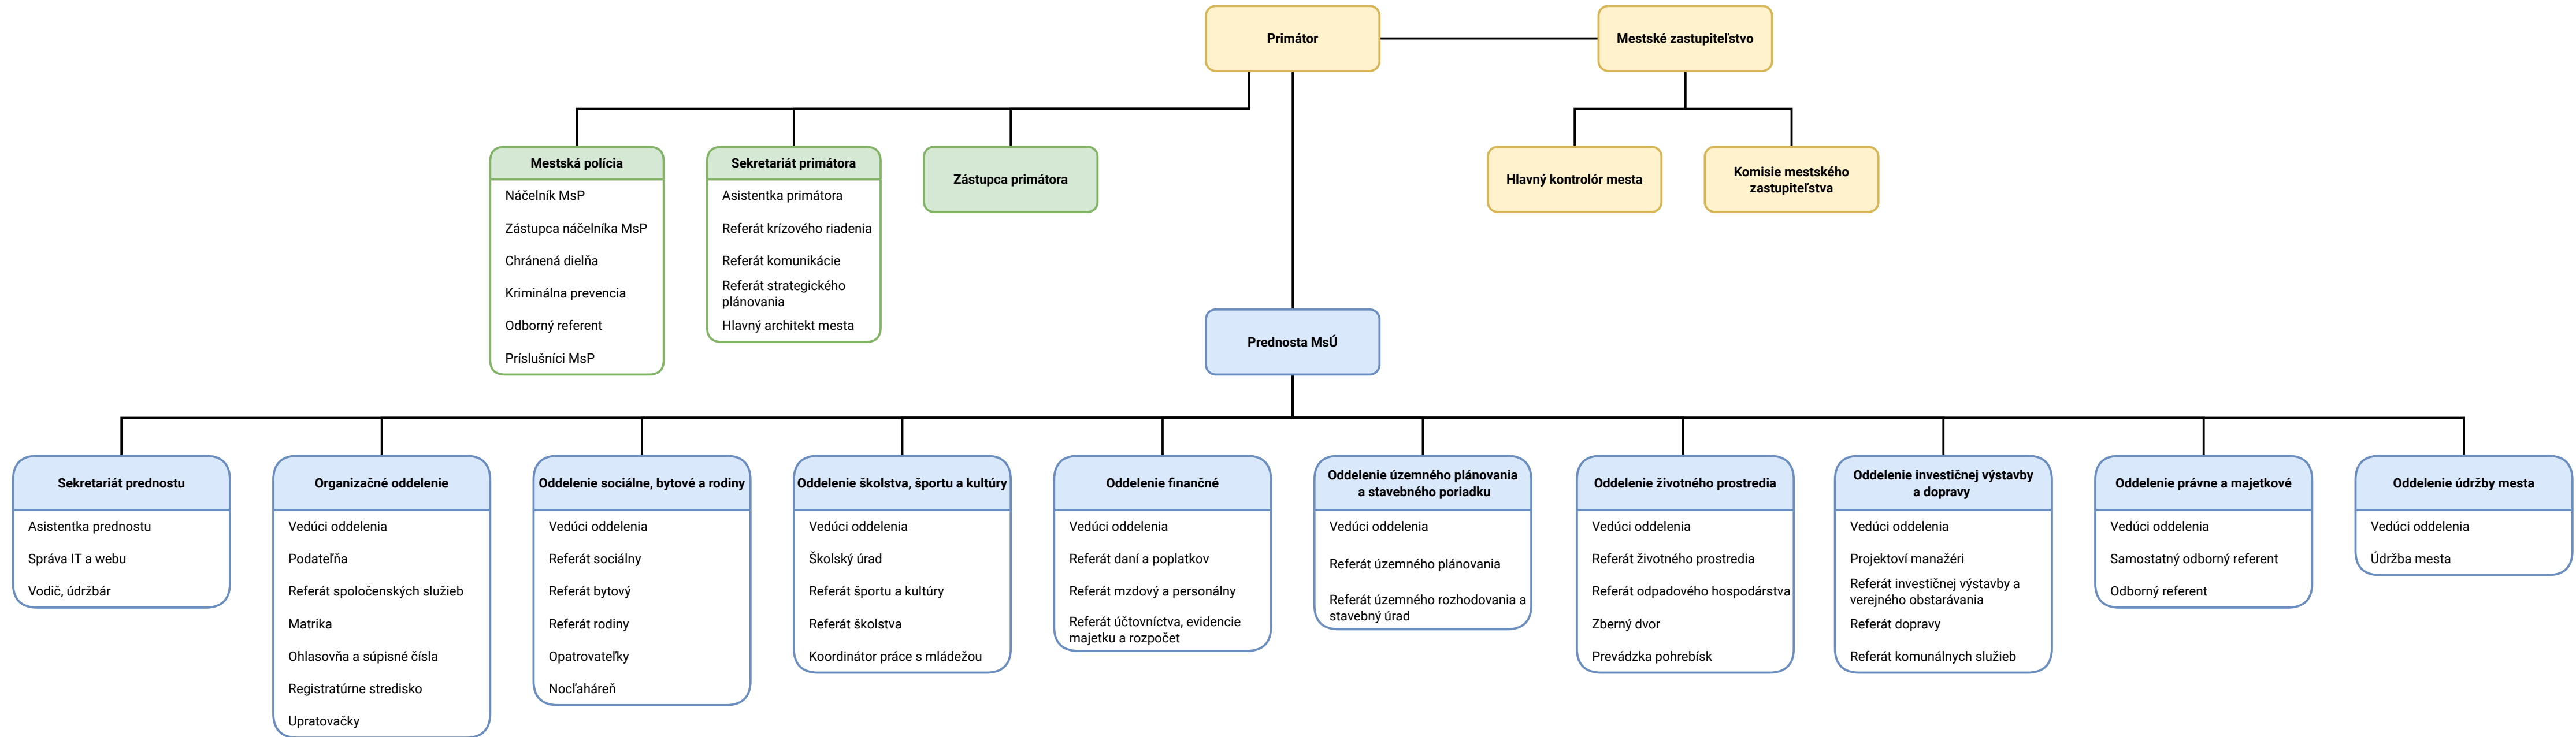 Primátor
Mestské zastupiteľstvo
Mestská polícia
Náčelník MsP
Zástupca náčelníka MsP
Chránená dielňa
Kriminálna prevencia
Odborný referent
Príslušníci MsP
Sekretariát primátora
Asistentka primátora
Referát krízového riadenia
Referát komunikácie
Referát strategického
plánovania
Hlavný architekt mesta
Zástupca primátora
Hlavný kontrolór mesta
Komisie mestského
zastupiteľstva
Prednosta MsÚ
Sekretariát prednostu
Asistentka prednostu
Správa IT a webu
Vodič, údržbár
Organizačné oddelenie
Vedúci oddelenia
Podateľňa
Referát spoločenských služieb
Matrika
Ohlasovňa a súpisné čísla
Registratúrne stredisko
Upratovačky
Oddelenie sociálne, bytové a rodiny
Vedúci oddelenia
Referát sociálny
Referát bytový
Referát rodiny
Opatrovateľky
Nocľaháreň
Oddelenie školstva, športu a kultúry
Vedúci oddelenia
Školský úrad
Referát športu a kultúry
Referát školstva
Koordinátor práce s mládežou
Oddelenie finančné
Vedúci oddelenia
Referát daní a poplatkov
Referát mzdový a personálny
Referát účtovníctva, evidencie
majetku a rozpočet
Oddelenie územného plánovania
a stavebného poriadku
Vedúci oddelenia
Referát územného plánovania
Referát územného rozhodovania a
stavebný úrad
Oddelenie životného prostredia
Vedúci oddelenia
Referát životného prostredia
Referát odpadového hospodárstva
Zberný dvor
Prevádzka pohrebísk
Oddelenie investičnej výstavby
a dopravy
Vedúci oddelenia
Projektoví manažéri
Referát investičnej výstavby a
verejného obstarávania
Referát dopravy
Referát komunálnych služieb
Oddelenie právne a majetkové
Vedúci oddelenia
Samostatný odborný referent
Odborný referent
Oddelenie údržby mesta
Vedúci oddelenia
Údržba mesta